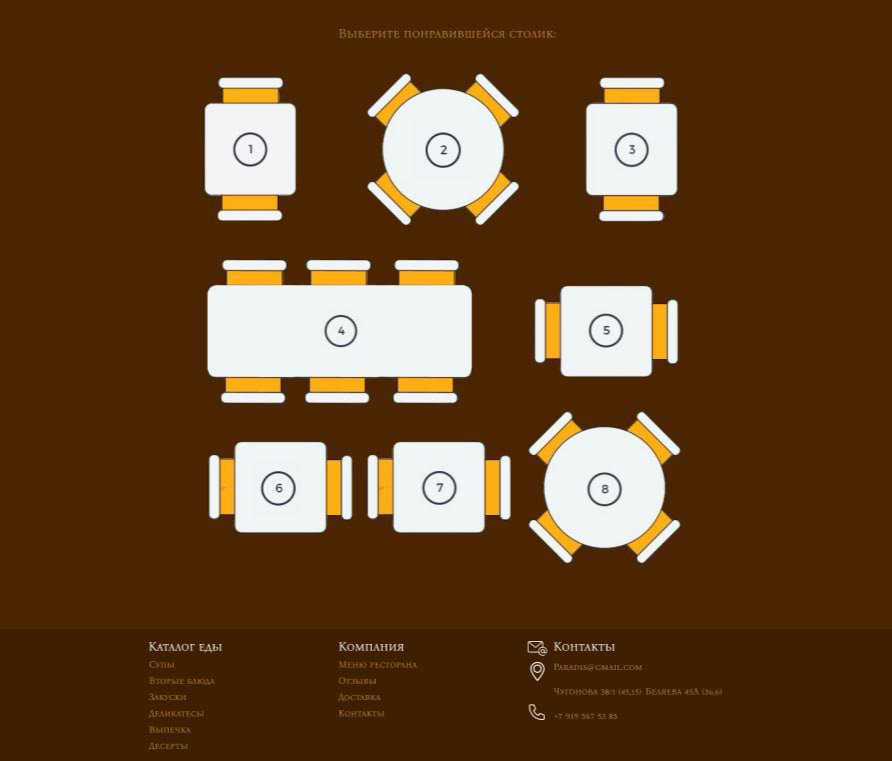 Выберите понравившейся столик:
1
2
3
4
5
6
7
8
Каталог еды
Супы
Вторые блюда
Закуски
Деликатесы
Выпечка
Десерты
Компания
Меню ресторана
Отзывы
Доставка
Контакты
Контакты
Paradis@gmail.com
Чугонова 38/1 (45,15) Беляева 45А (36,6)
+7 919 567 53 85